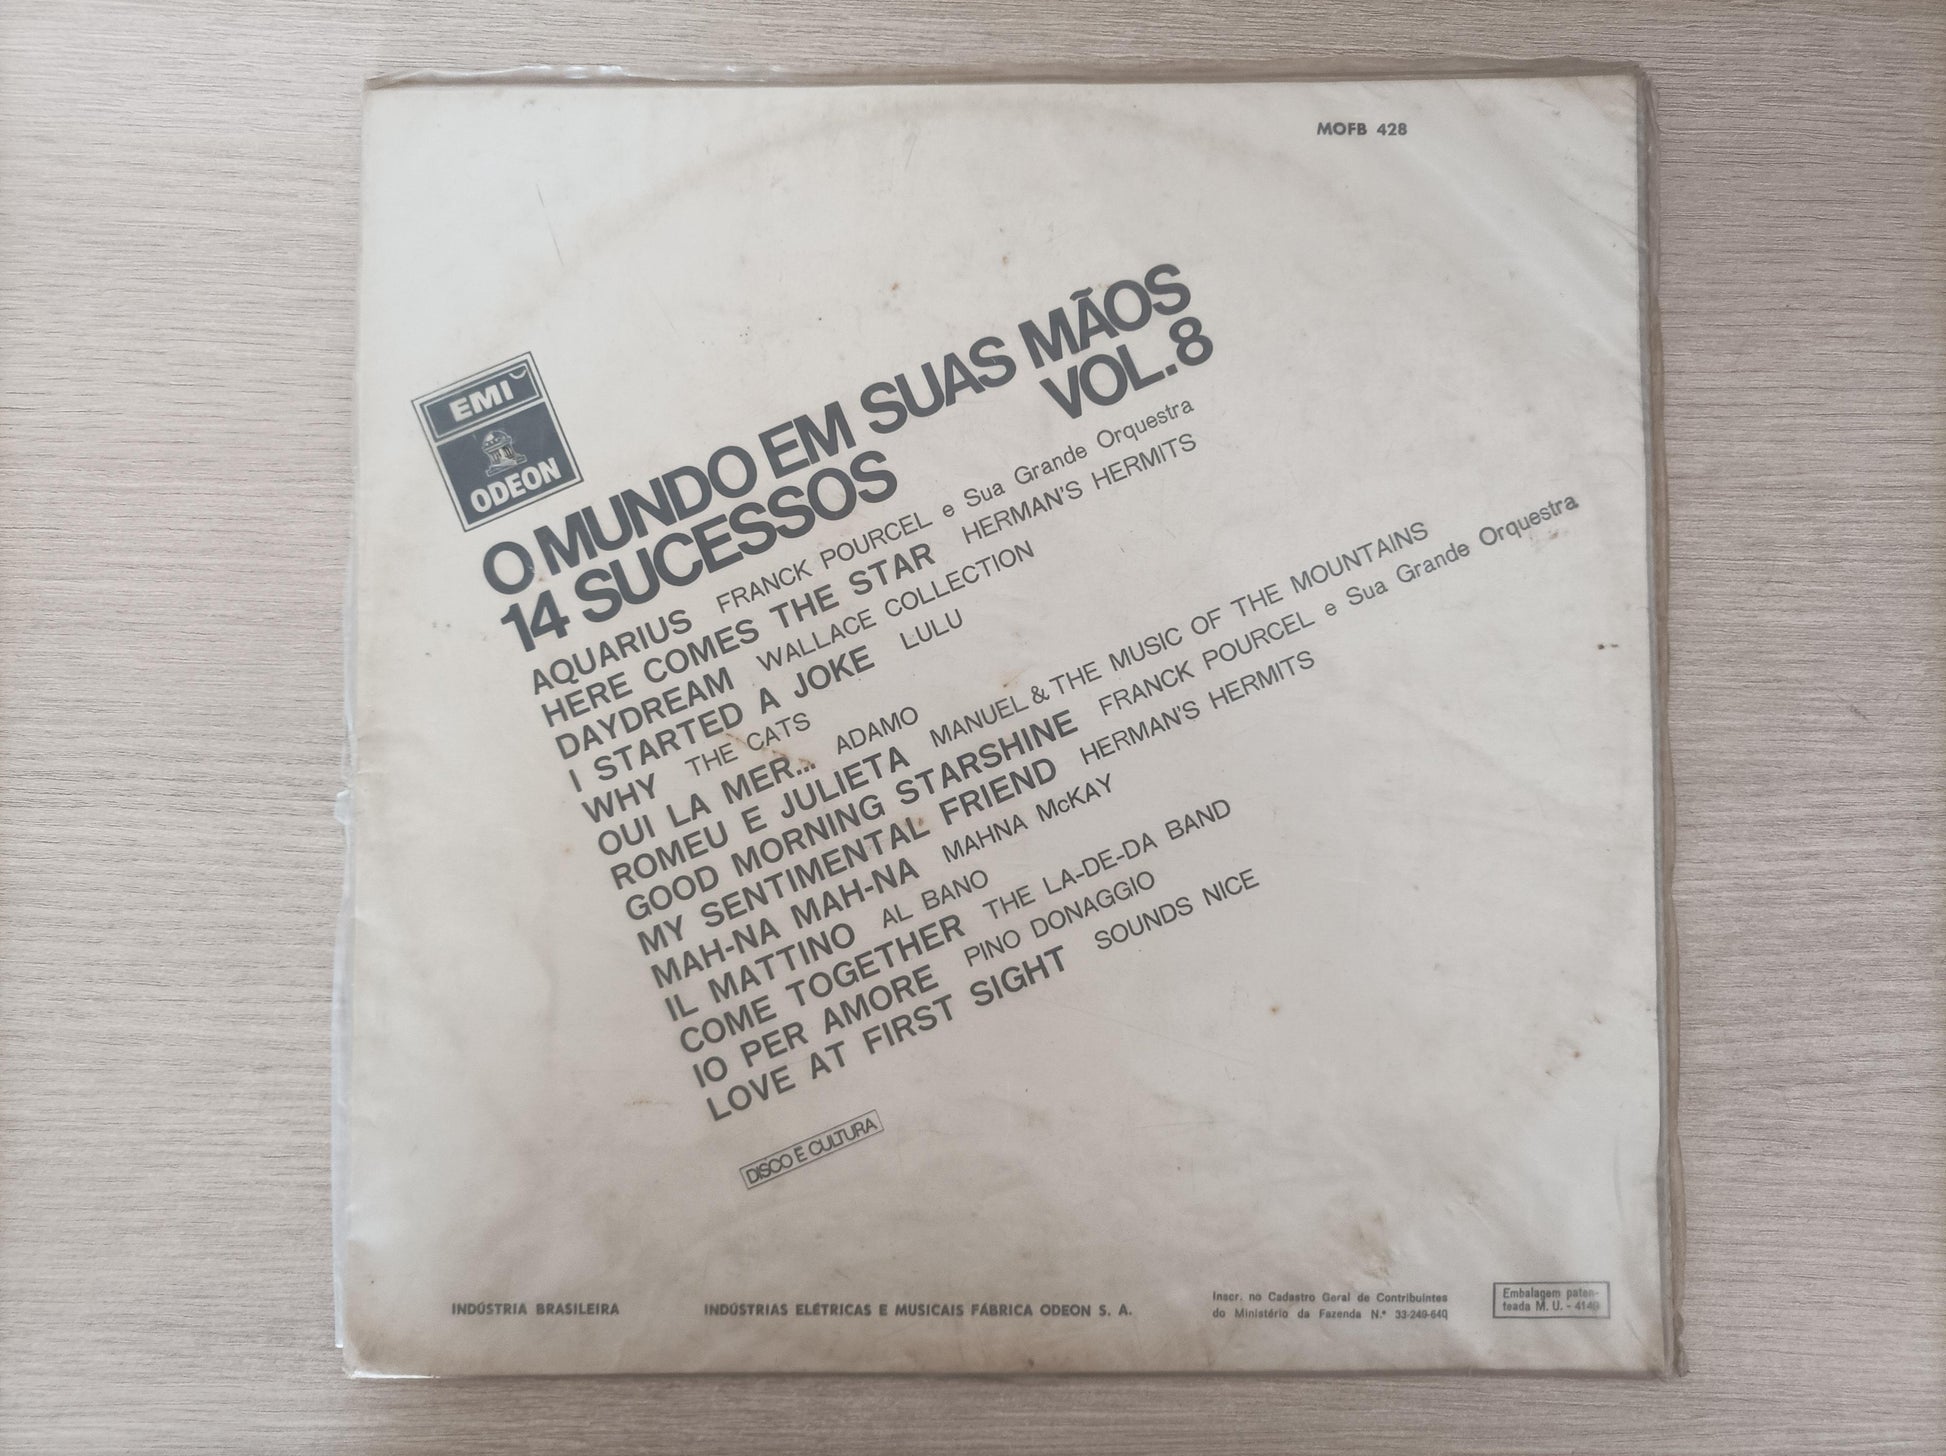 MOFB 428
EMI
ODEON
O MUNDO EM SUAS MÃOS
VOL.8
14 SUCESSOS
AQUARIUS FRANCK POURCEL e Sua Grande Orquestra
HERE COMES THE STAR HERMAN'S HERMITS
DAYDREAM WALLACE COLLECTION
I STARTED A JOKE LULU
WHY THE CATS
OUI LA MER... ADAMO
ROMEU E JULIETA MANUEL & THE MUSIC OF THE MOUNTAINS
GOOD MORNING STARSHINE FRANCK POURCEL e Sua Grande Orquestra
MY SENTIMENTAL FRIEND HERMAN'S HERMITS
MAH-NA MAH-NA MAHNA McKAY
IL MATTINO AL BANO
COME TOGETHER THE LA-DE-DA BAND
IO PER AMORE PINO DONAGGIO
LOVE AT FIRST SIGHT SOUNDS NICE
DISCO É CULTURA
INDÚSTRIA BRASILEIRA
INDÚSTRIAS ELÉTRICAS E MUSICAIS FÁBRICA ODEON S. A.
Inscr. no Cadastro Geral de Contribuintes
do Ministério da Fazenda N.° 33-249-640
Embalagem paten-
teada M. U. - 4149